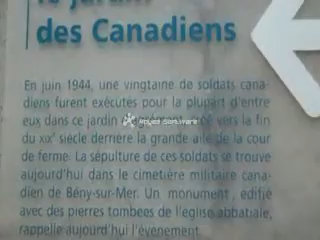 le jardin
des Canadiens
En juin 1944, une vingtaine de soldats cana-
diens furent exécutés pour la plupart d'entre
eux dans ce jardin vers la fin
du XIXe siècle derrière la grande aile de la cour
de ferme. La sépulture de ces soldats se trouve
aujourd'hui dans le cimetière militaire cana-
dien de Bény-sur-Mer. Un monument, édifié
avec des pierres tombées de l'eglise abbatiale,
rappelle aujourd'hui l'événement.